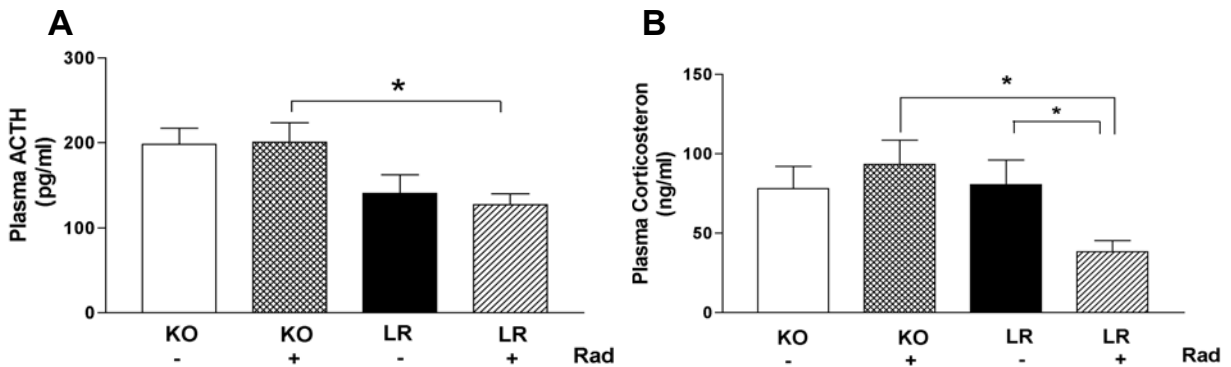 A
Plasma ACTH
(pg/ml)
300
200
100
0
*
KO KO LR LR
- + - + Rad
B
Plasma Corticosteron
(ng/ml)
150
100
50
0
*
*
KO KO LR LR
- + - + Rad